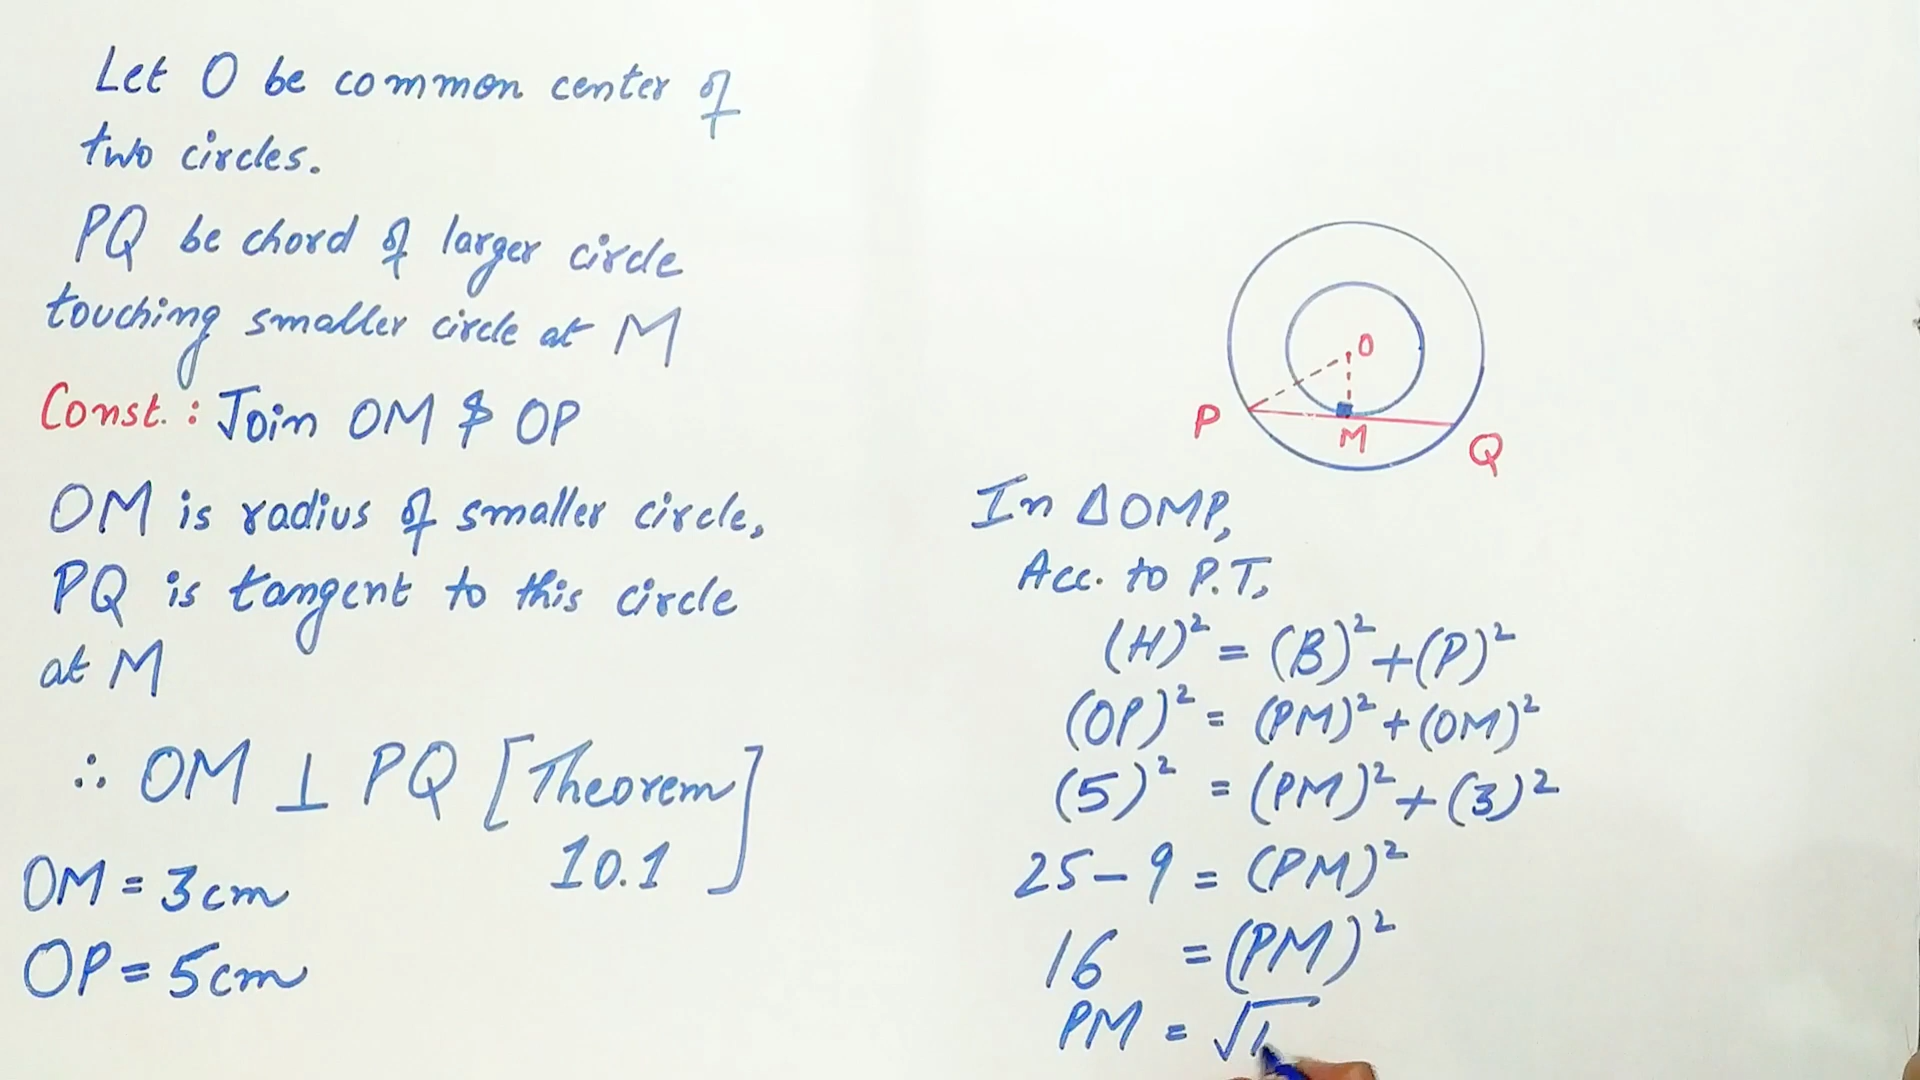 Let O be common center of
two circles.
PQ be chord of larger circle
touching smaller circle at M
Const. : Join OM & OP
OM is radius of smaller circle,
PQ is tangent to this circle
at M
∴ OM ⊥ PQ [Theorem
10.1]
OM = 3cm
OP = 5cm
O
P
M
Q
In ΔOMP,
Acc. to P.T,
(H)² = (B)² + (P)²
(OP)² = (PM)² + (OM)²
(5)² = (PM)² + (3)²
25 - 9 = (PM)²
16 = (PM)²
PM = √1